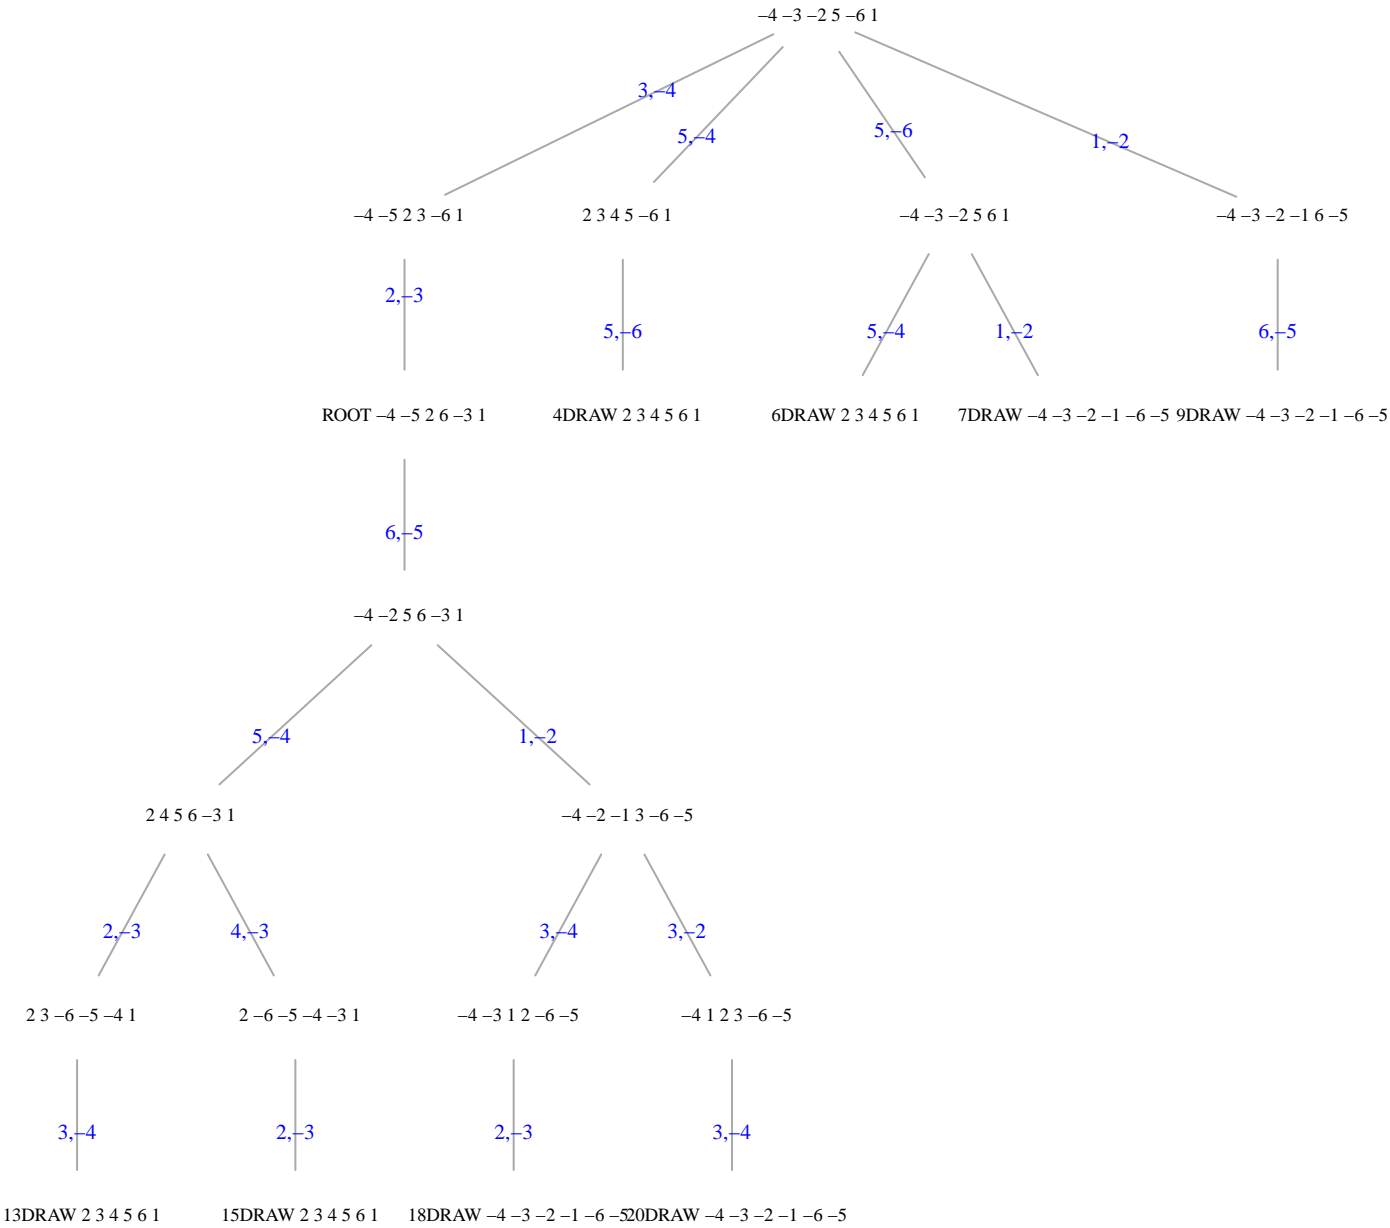 –4 –3 –2 5 –6 1
3,–4
5,–4
5,–6
1,–2
–4 –5 2 3 –6 1
2 3 4 5 –6 1
–4 –3 –2 5 6 1
–4 –3 –2 –1 6 –5
2,–3
5,–6
5,–4
1,–2
6,–5
ROOT –4 –5 2 6 –3 1
4DRAW 2 3 4 5 6 1
6DRAW 2 3 4 5 6 1
7DRAW –4 –3 –2 –1 –6 –5
9DRAW –4 –3 –2 –1 –6 –5
6,–5
–4 –2 5 6 –3 1
5,–4
1,–2
2 4 5 6 –3 1
–4 –2 –1 3 –6 –5
2,–3
4,–3
3,–4
3,–2
2 3 –6 –5 –4 1
2 –6 –5 –4 –3 1
–4 –3 1 2 –6 –5
–4 1 2 3 –6 –5
3,–4
2,–3
2,–3
3,–4
13DRAW 2 3 4 5 6 1
15DRAW 2 3 4 5 6 1
18DRAW –4 –3 –2 –1 –6 –5
20DRAW –4 –3 –2 –1 –6 –5